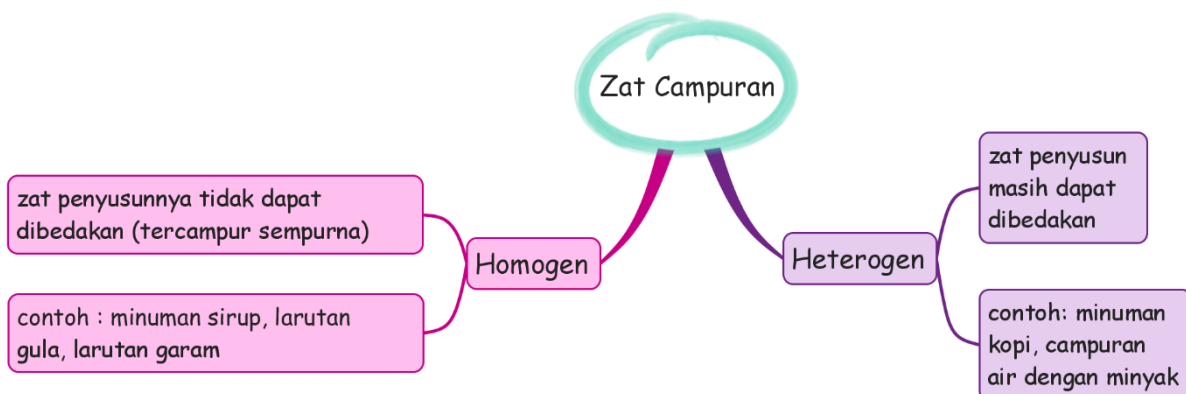 Zat Campuran
zat penyusunnya tidak dapat
dibedakan (tercampur sempurna)
Homogen
contoh : minuman sirup, larutan
gula, larutan garam
Heterogen
zat penyusun
masih dapat
dibedakan
contoh: minuman
kopi, campuran
air dengan minyak